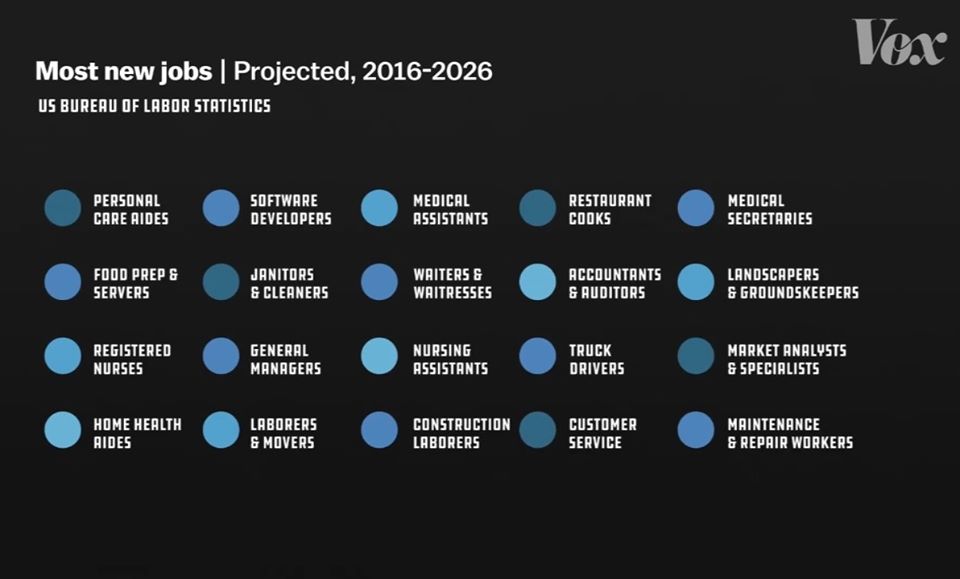 Vox
Most new jobs | Projected, 2016-2026
US BUREAU OF LABOR STATISTICS
PERSONAL
CARE AIDES
SOFTWARE
DEVELOPERS
MEDICAL
ASSISTANTS
RESTAURANT
COOKS
MEDICAL
SECRETARIES
FOOD PREP &
SERVERS
JANITORS
& CLEANERS
WAITERS &
WAITRESSES
ACCOUNTANTS
& AUDITORS
LANDSCAPERS
& GROUNDSKEEPERS
REGISTERED
NURSES
GENERAL
MANAGERS
NURSING
ASSISTANTS
TRUCK
DRIVERS
MARKET ANALYSTS
& SPECIALISTS
HOME HEALTH
AIDES
LABORERS
& MOVERS
CONSTRUCTION
LABORERS
CUSTOMER
SERVICE
MAINTENANCE
& REPAIR WORKERS